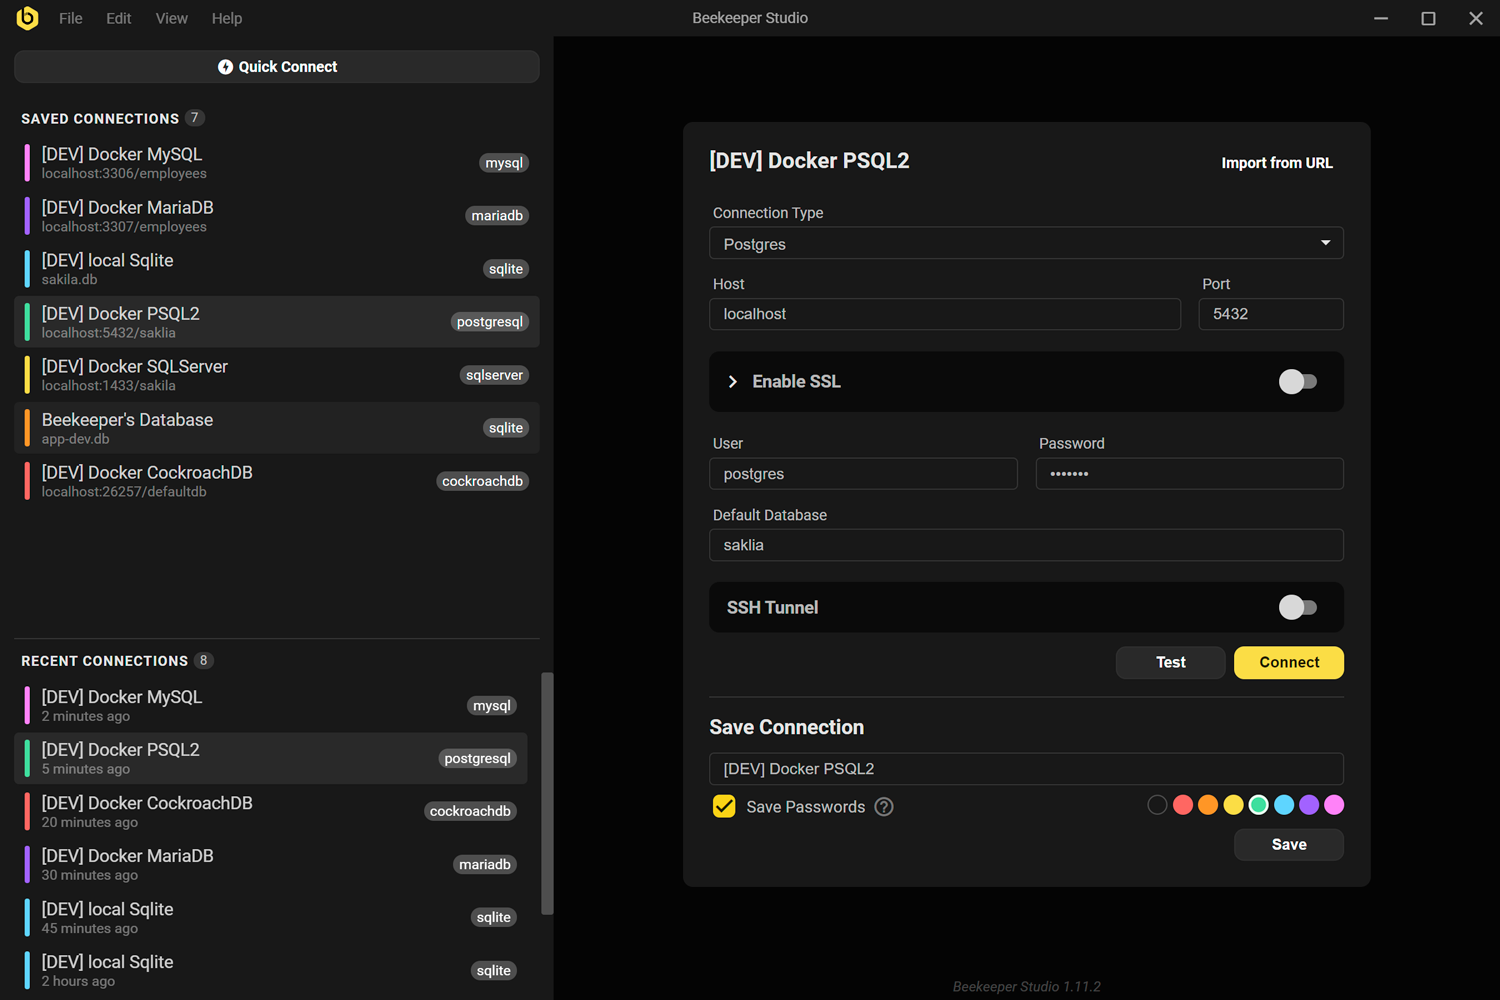 File Edit View Help
Beekeeper Studio
Quick Connect
SAVED CONNECTIONS 7
[DEV] Docker MySQL
localhost:3306/employees
mysql
[DEV] Docker MariaDB
localhost:3307/employees
mariadb
[DEV] local Sqlite
sakila.db
sqlite
[DEV] Docker PSQL2
localhost:5432/saklia
postgresql
[DEV] Docker SQLServer
localhost:1433/sakila
sqlserver
Beekeeper's Database
app-dev.db
sqlite
[DEV] Docker CockroachDB
localhost:26257/defaultdb
cockroachdb
RECENT CONNECTIONS 8
[DEV] Docker MySQL
2 minutes ago
mysql
[DEV] Docker PSQL2
5 minutes ago
postgresql
[DEV] Docker CockroachDB
20 minutes ago
cockroachdb
[DEV] Docker MariaDB
30 minutes ago
mariadb
[DEV] local Sqlite
45 minutes ago
sqlite
[DEV] local Sqlite
2 hours ago
sqlite
[DEV] Docker PSQL2
Import from URL
Connection Type
Postgres
Host Port
localhost 5432
Enable SSL
User Password
postgres •••••••
Default Database
saklia
SSH Tunnel
Test Connect
Save Connection
[DEV] Docker PSQL2
Save Passwords ?
Save
Beekeeper Studio 1.11.2